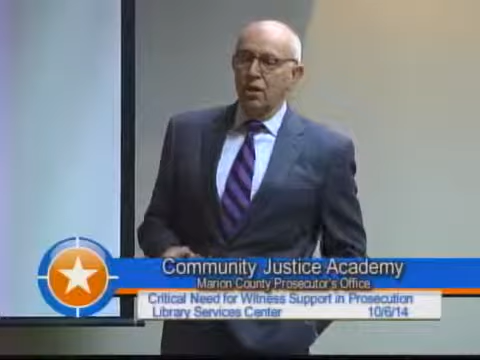 Community Justice Academy
Marion County Prosecutor's Office
Critical Need for Witness Support in Prosecution
Library Services Center 10/6/14